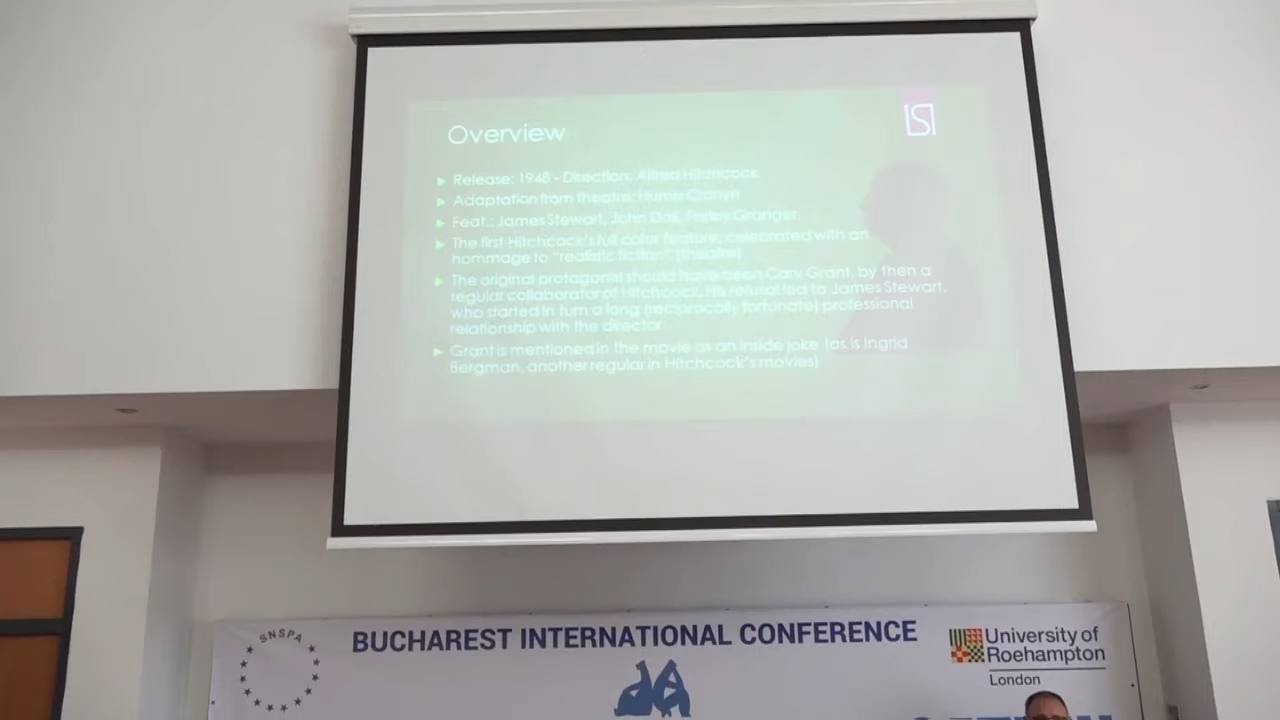 Overview
Release: 1948 - Direction: Alfred Hitchcock
Adaptation from theatre: Hume Cronyn
Feat.: James Stewart, John Dall, Farley Granger
The first Hitchcock's full color feature, celebrated with an
hommage to "realistic fiction" (theatre)
The original protagonist should have been Cary Grant, by then a
regular collaborator of Hitchcock. His refusal led to James Stewart,
who started in turn a long (reciprocally fortunate) professional
relationship with the director
Grant is mentioned in the movie as an inside joke (as is Ingrid
Bergman, another regular in Hitchcock's movies)
SNSPA
BUCHAREST INTERNATIONAL CONFERENCE
University of
Roehampton
London